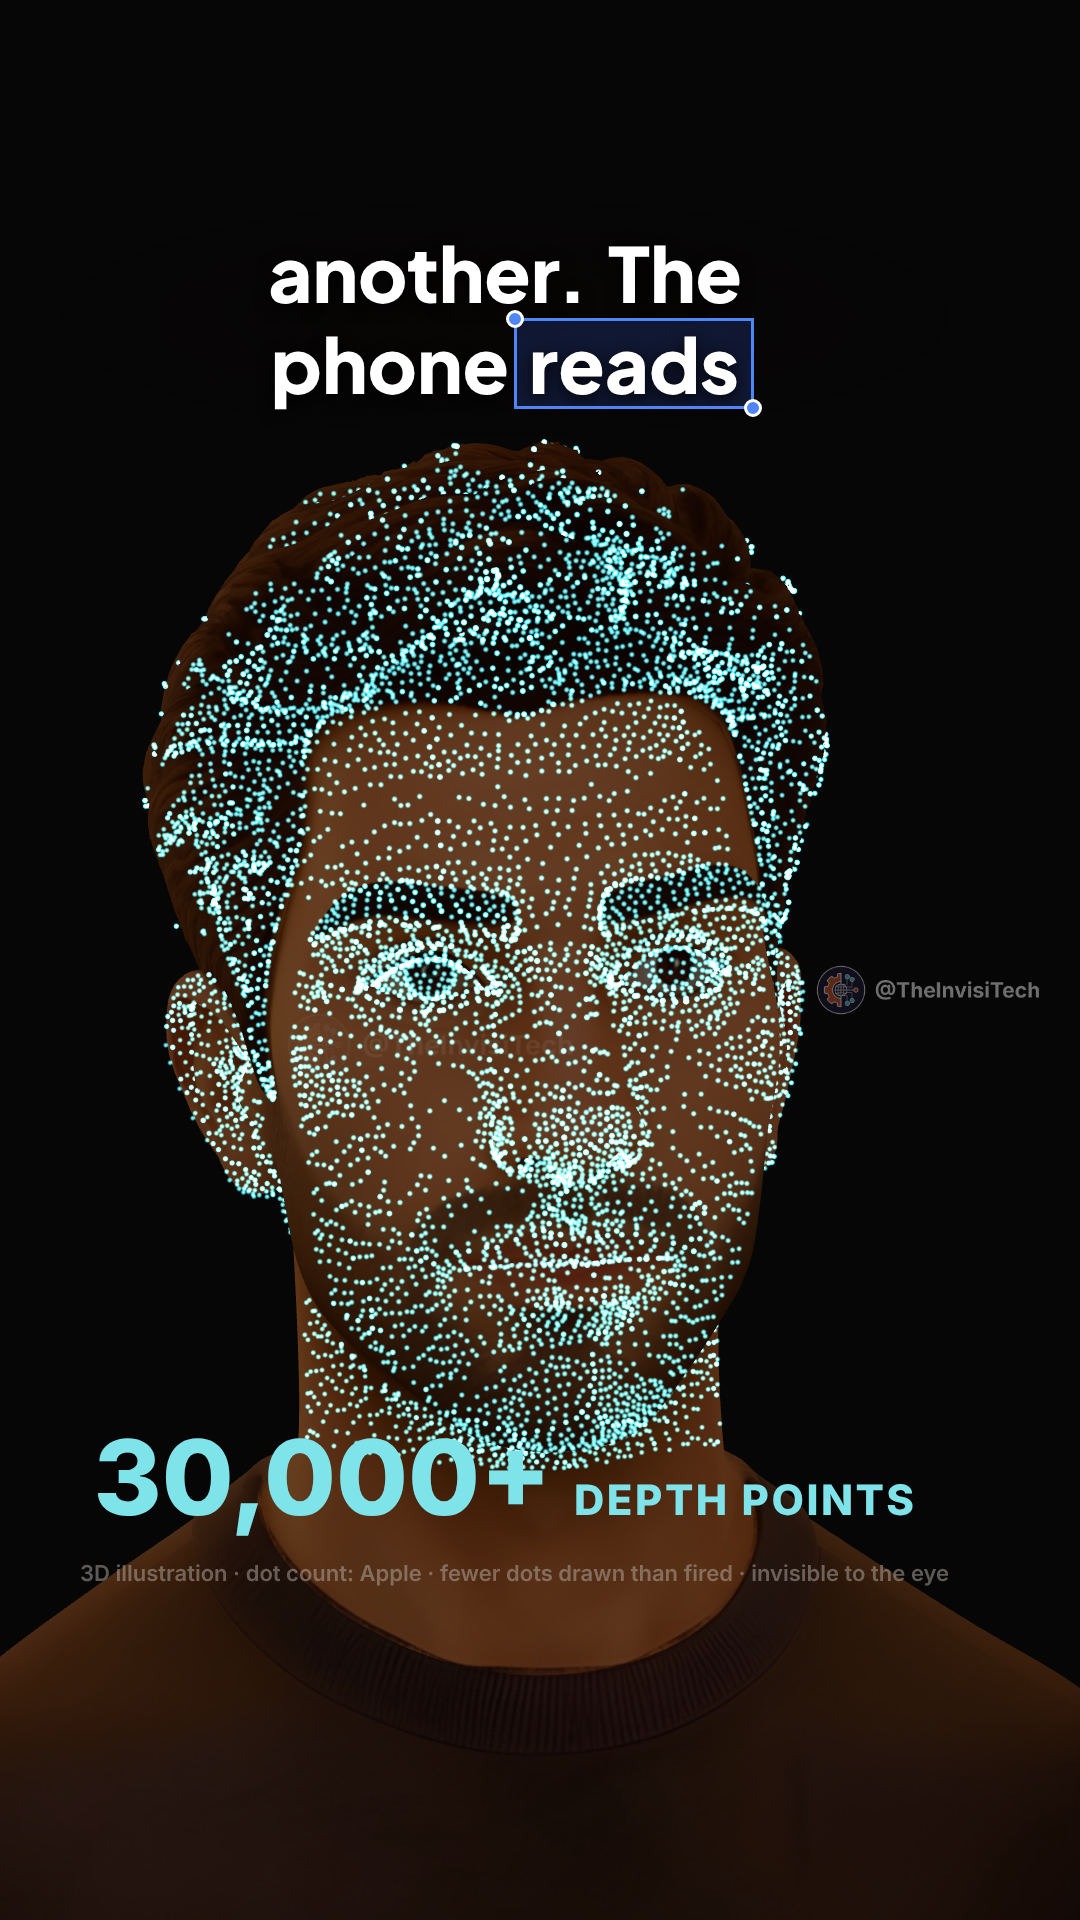 another. The
phone reads
@TheInvisiTech
@TheInvisiTech
30,000+ DEPTH POINTS
3D illustration · dot count: Apple · fewer dots drawn than fired · invisible to the eye